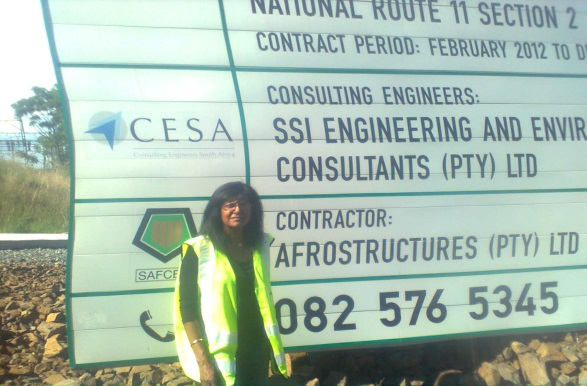 NATIONAL ROUTE 11 SECTION 2
CONTRACT PERIOD: FEBRUARY 2012 TO D
CESA
Consulting Engineers South Africa
CONSULTING ENGINEERS:
SSI ENGINEERING AND ENVIR
CONSULTANTS (PTY) LTD
SAFCE
CONTRACTOR:
AFROSTRUCTURES (PTY) LTD
082 576 5345